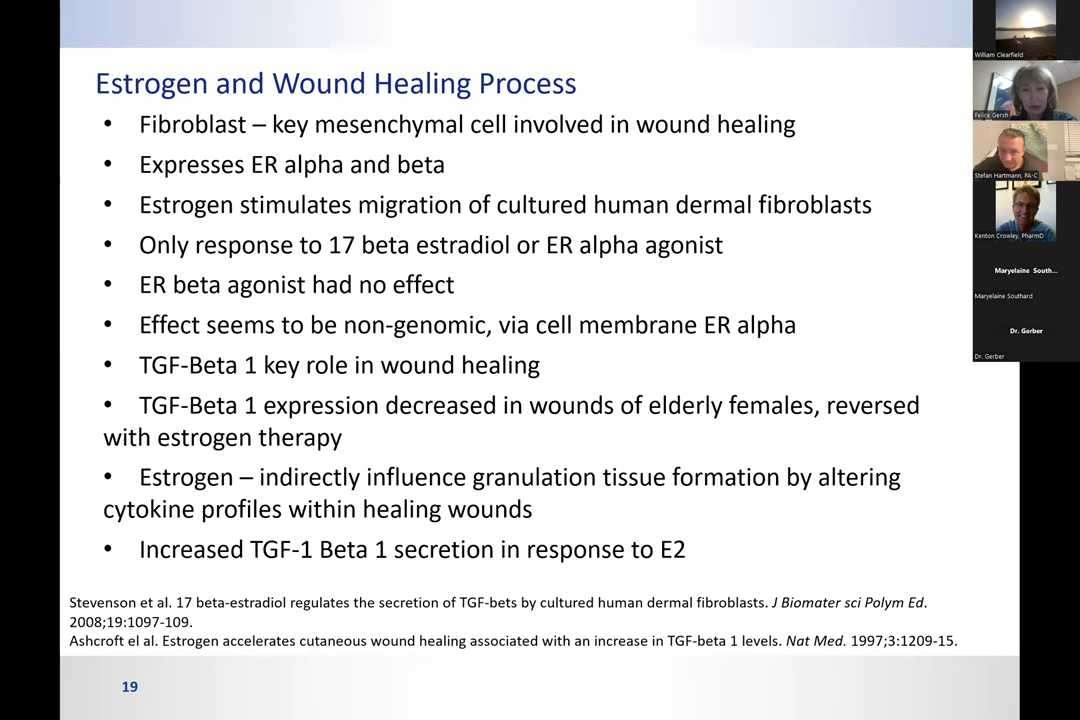 Estrogen and Wound Healing Process
• Fibroblast – key mesenchymal cell involved in wound healing
• Expresses ER alpha and beta
• Estrogen stimulates migration of cultured human dermal fibroblasts
• Only response to 17 beta estradiol or ER alpha agonist
• ER beta agonist had no effect
• Effect seems to be non-genomic, via cell membrane ER alpha
• TGF-Beta 1 key role in wound healing
• TGF-Beta 1 expression decreased in wounds of elderly females, reversed
with estrogen therapy
• Estrogen – indirectly influence granulation tissue formation by altering
cytokine profiles within healing wounds
• Increased TGF-1 Beta 1 secretion in response to E2
Stevenson et al. 17 beta-estradiol regulates the secretion of TGF-bets by cultured human dermal fibroblasts. J Biomater sci Polym Ed.
2008;19:1097-109.
Ashcroft el al. Estrogen accelerates cutaneous wound healing associated with an increase in TGF-beta 1 levels. Nat Med. 1997;3:1209-15.
19
William Clearfield
Felice Gersh
Stefan Hartmann, PA-C
Kenton Crowley, PharmD
Maryelaine South...
Maryelaine Southard
Dr. Gerber
Dr. Gerber